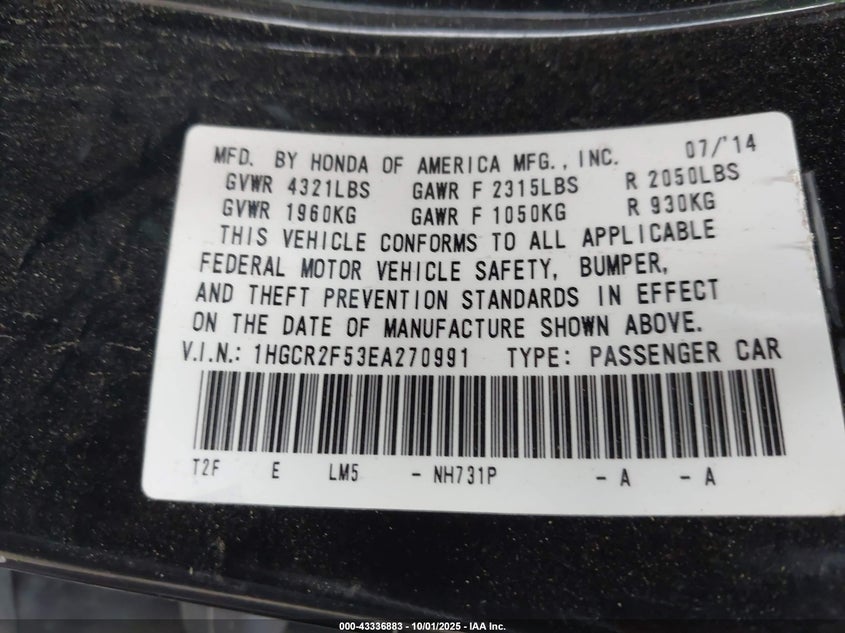 MFD. BY HONDA OF AMERICA MFG., INC. 07/'14
GVWR 4321LBS GAWR F 2315LBS R 2050LBS
GVWR 1960KG GAWR F 1050KG R 930KG
THIS VEHICLE CONFORMS TO ALL APPLICABLE
FEDERAL MOTOR VEHICLE SAFETY, BUMPER,
AND THEFT PREVENTION STANDARDS IN EFFECT
ON THE DATE OF MANUFACTURE SHOWN ABOVE.
V.I.N.: 1HGCR2F53EA270991 TYPE: PASSENGER CAR
T2F E LM5 - NH731P - A - A
000-43336883 - 10/01/2025 - IAA Inc.